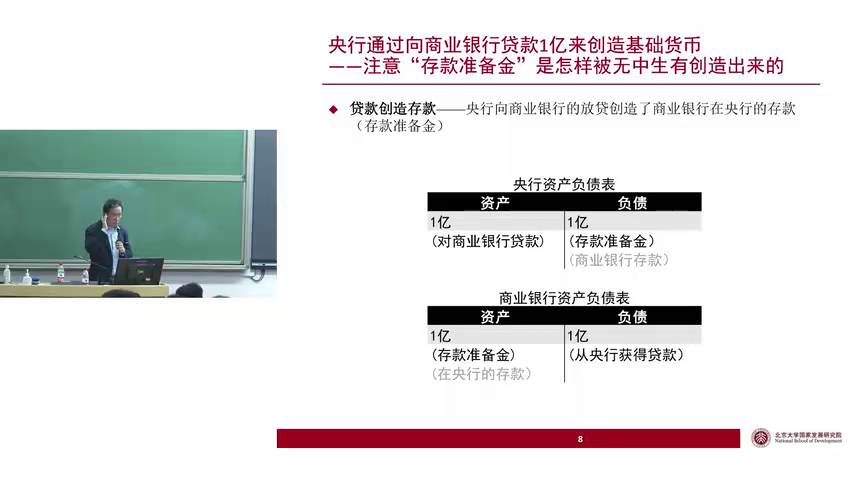 央行通过向商业银行贷款1亿来创造基础货币
——注意“存款准备金”是怎样被无中生有创造出来的
贷款创造存款——央行向商业银行的放贷创造了商业银行在央行的存款
（存款准备金）
央行资产负债表
资产 负债
1亿 1亿
(对商业银行贷款) (存款准备金)
(商业银行存款)
商业银行资产负债表
资产 负债
1亿 1亿
(存款准备金) (从央行获得贷款)
(在央行的存款)
8
北京大学国家发展研究院
National School of Development